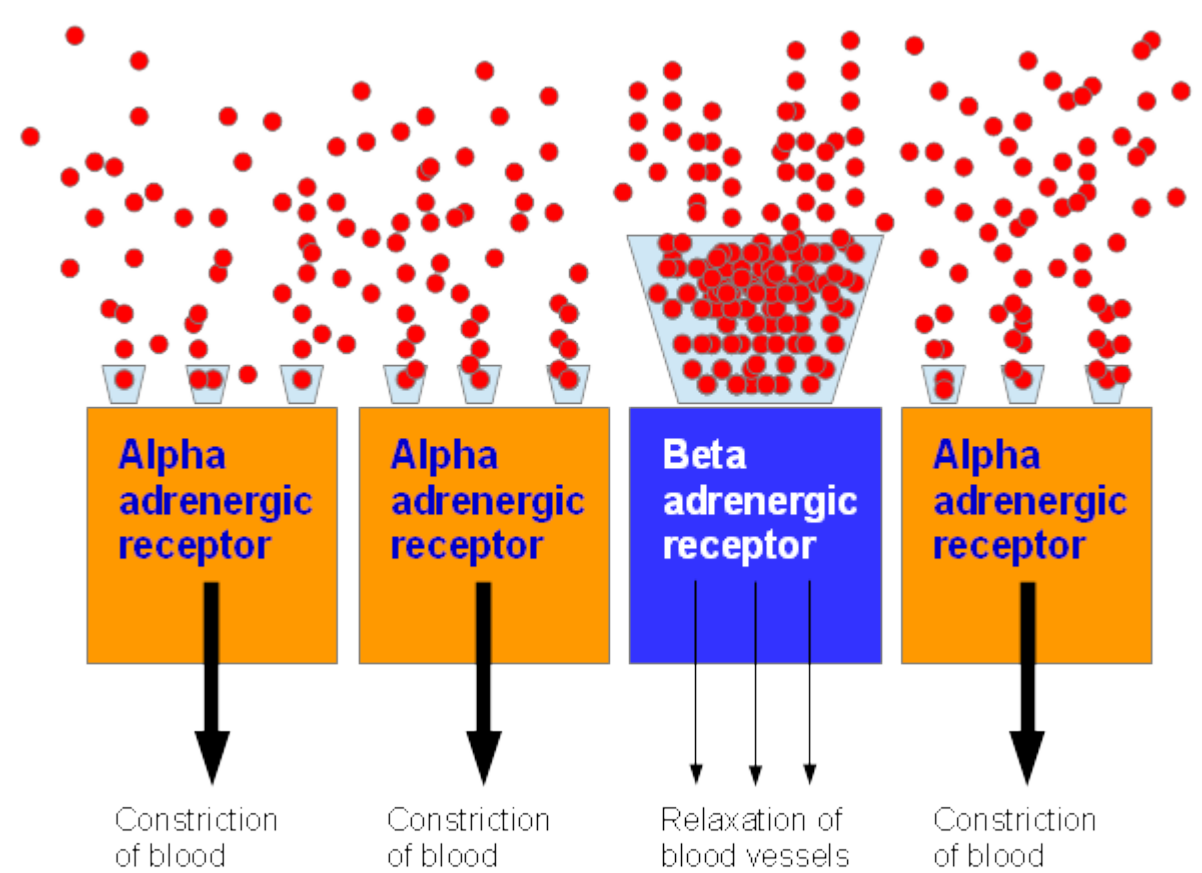 Alpha
adrenergic
receptor
Alpha
adrenergic
receptor
Beta
adrenergic
receptor
Alpha
adrenergic
receptor
Constriction
of blood
Constriction
of blood
Relaxation of
blood vessels
Constriction
of blood